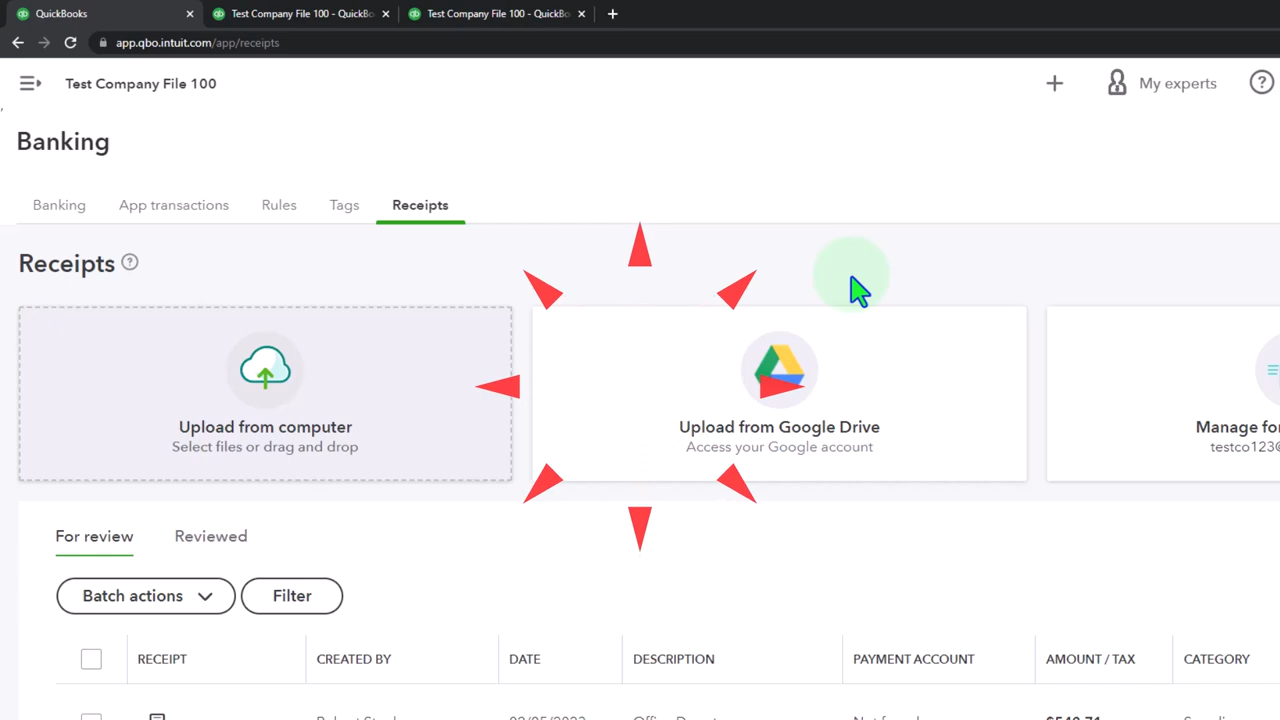 QuickBooks
Test Company File 100 - QuickBo
Test Company File 100 - QuickBo
app.qbo.intuit.com/app/receipts
Test Company File 100
My experts
Banking
Banking
App transactions
Rules
Tags
Receipts
Receipts
Upload from computer
Select files or drag and drop
Upload from Google Drive
Access your Google account
Manage for
testco123@
For review
Reviewed
Batch actions
Filter
RECEIPT
CREATED BY
DATE
DESCRIPTION
PAYMENT ACCOUNT
AMOUNT / TAX
CATEGORY